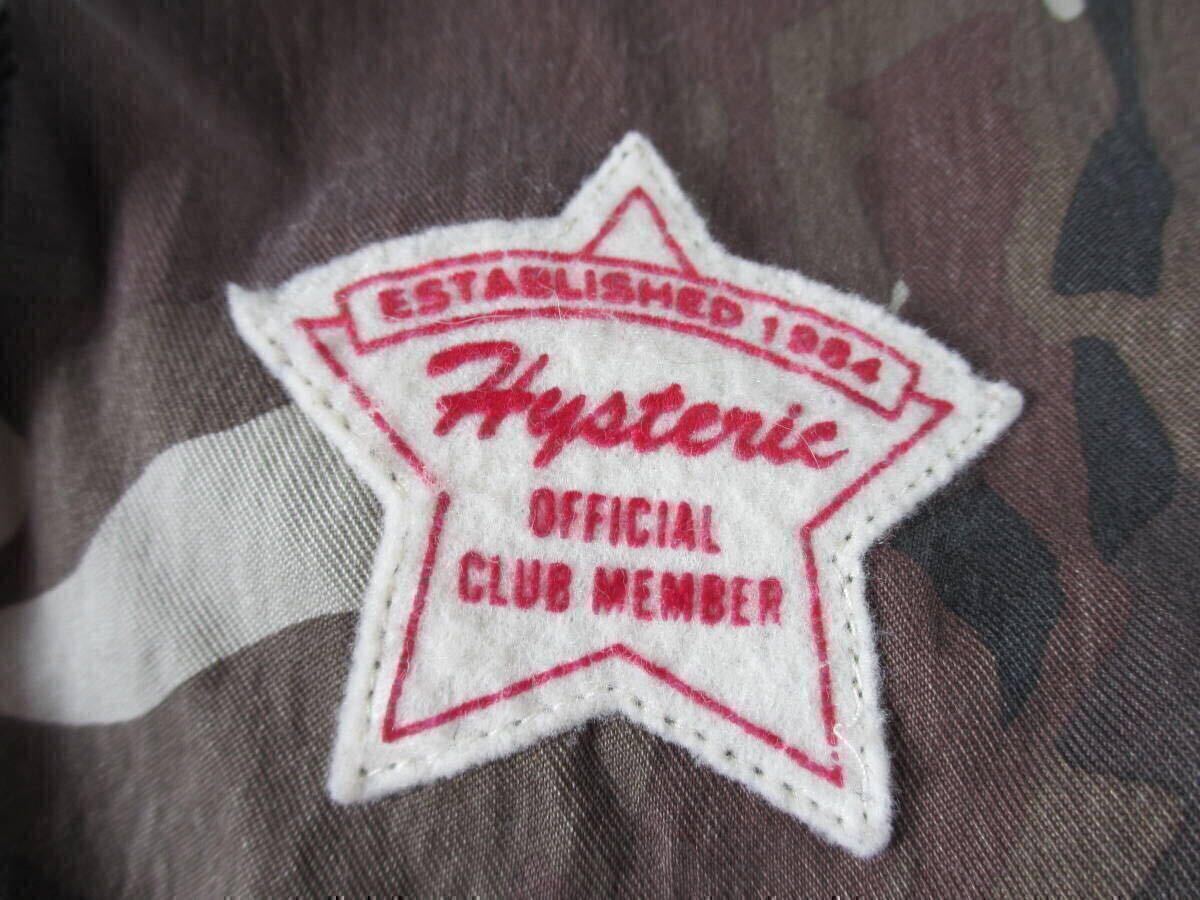 ESTABLISHED 1984
Hysteric
OFFICIAL
CLUB MEMBER